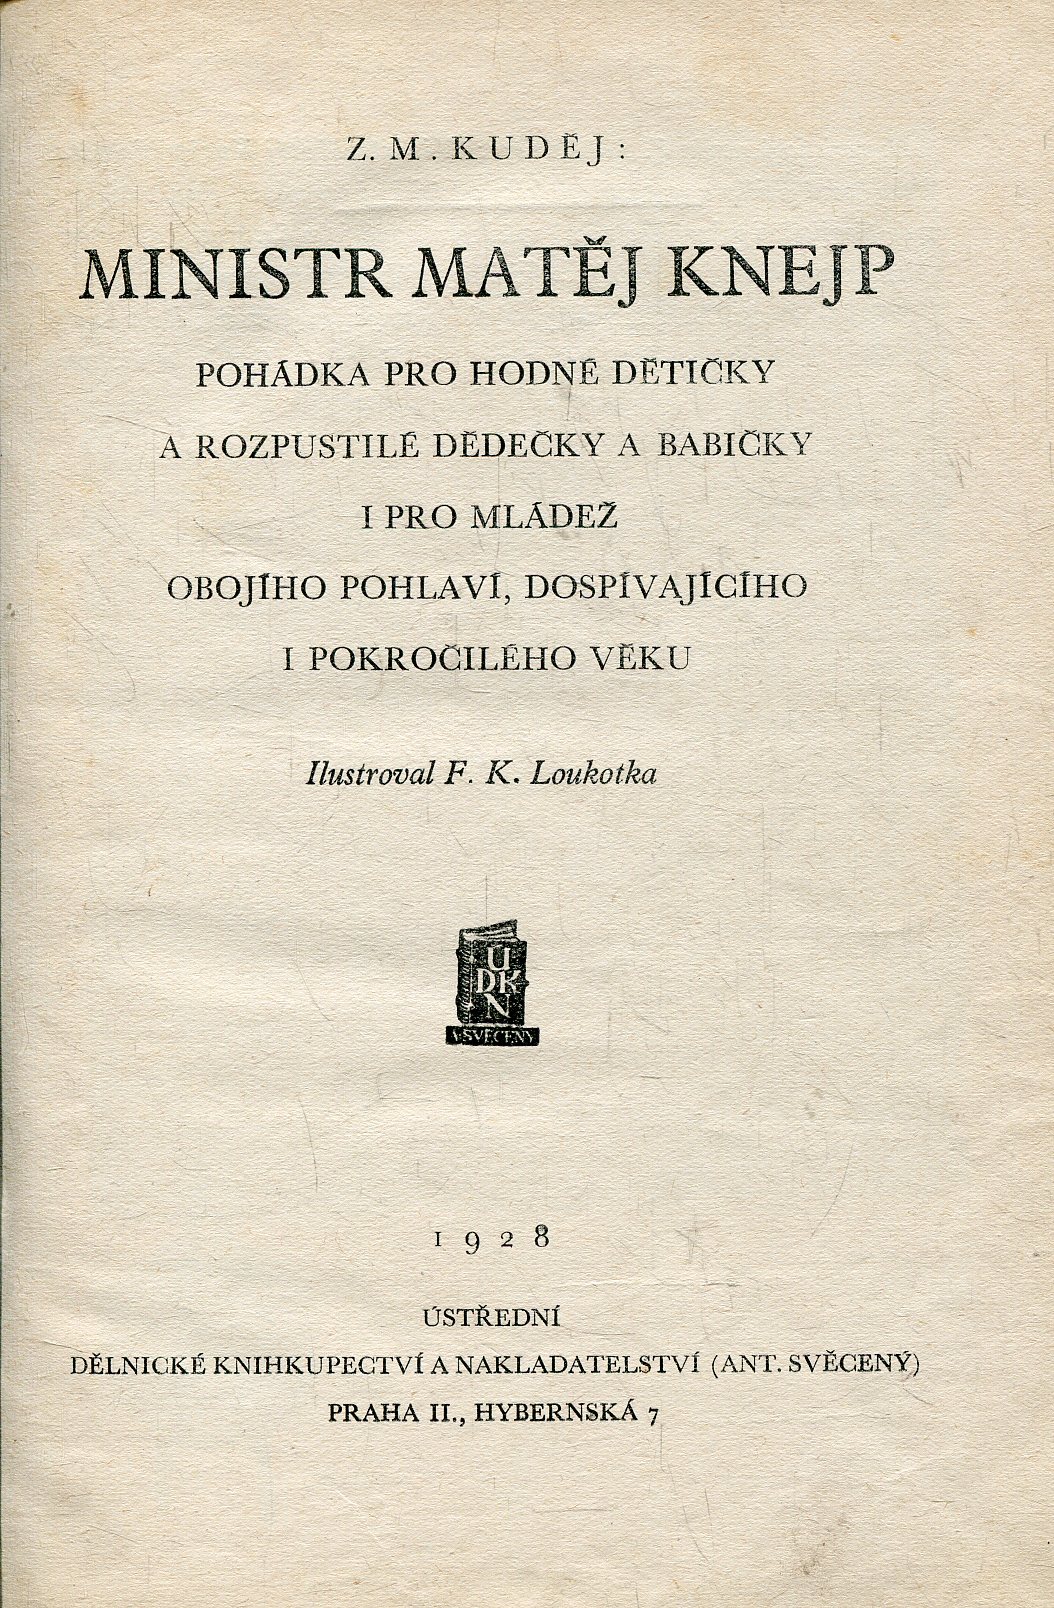 Z. M. KUDĚJ:
MINISTR MATĚJ KNEJP
POHÁDKA PRO HODNÉ DĚTIČKY
A ROZPUSTILÉ DĚDEČKY A BABIČKY
I PRO MLÁDEŽ
OBOJÍHO POHLAVÍ, DOSPÍVAJÍCÍHO
I POKROČILÉHO VĚKU
Ilustroval F. K. Loukotka
U
DK
N
A·SVĚCENÝ
1928
ÚSTŘEDNÍ
DĚLNICKÉ KNIHKUPECTVÍ A NAKLADATELSTVÍ (ANT. SVĚCENÝ)
PRAHA II., HYBERNSKÁ 7